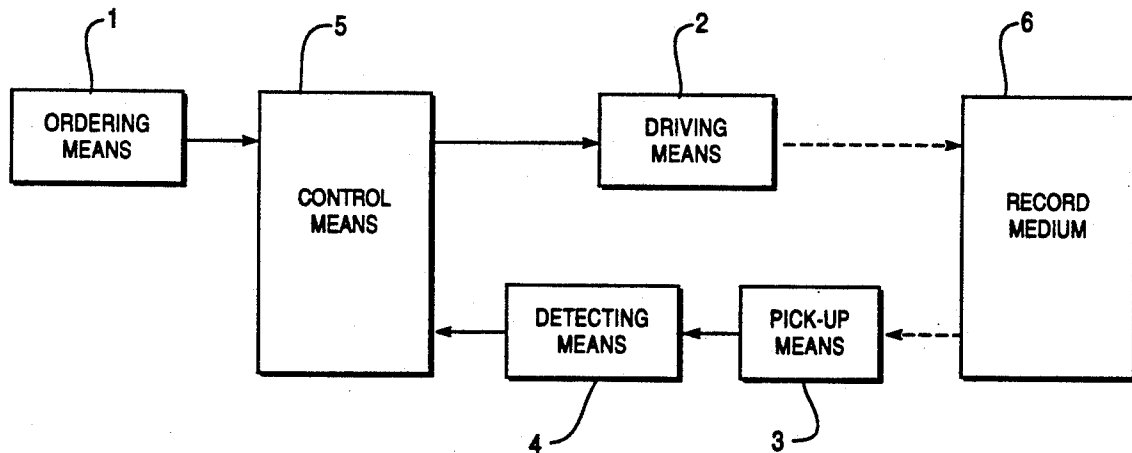 1
5
2
6
ORDERING
MEANS
CONTROL
MEANS
DRIVING
MEANS
RECORD
MEDIUM
DETECTING
MEANS
PICK-UP
MEANS
4
3